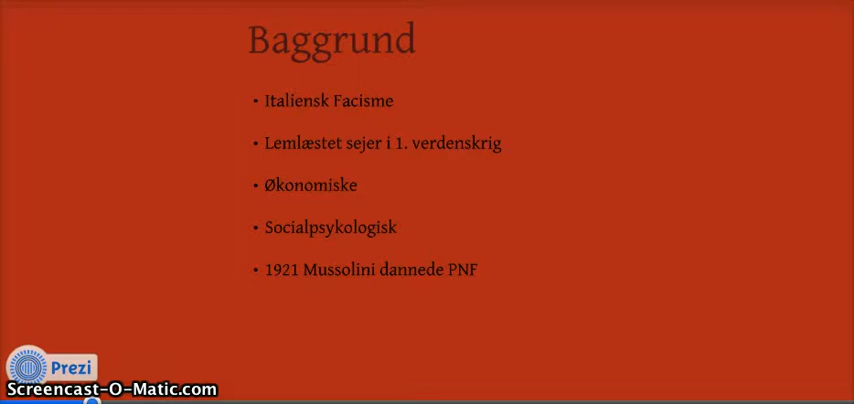 Baggrund
• Italiensk Facisme
• Lemlæstet sejer i 1. verdenskrig
• Økonomiske
• Socialpsykologisk
• 1921 Mussolini dannede PNF
Prezi
Screencast-O-Matic.com